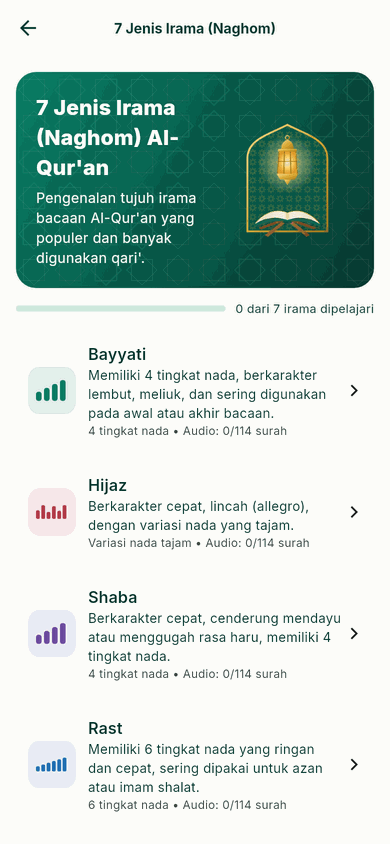 7 Jenis Irama (Naghom)
7 Jenis Irama
(Naghom) Al-
Qur'an
Pengenalan tujuh irama
bacaan Al-Qur'an yang
populer dan banyak
digunakan qari'.
0 dari 7 irama dipelajari
Bayyati
Memiliki 4 tingkat nada, berkarakter
lembut, meliuk, dan sering digunakan
pada awal atau akhir bacaan.
4 tingkat nada • Audio: 0/114 surah
Hijaz
Berkarakter cepat, lincah (allegro),
dengan variasi nada yang tajam.
Variasi nada tajam • Audio: 0/114 surah
Shaba
Berkarakter cepat, cenderung mendayu
atau menggugah rasa haru, memiliki 4
tingkat nada.
4 tingkat nada • Audio: 0/114 surah
Rast
Memiliki 6 tingkat nada yang ringan
dan cepat, sering dipakai untuk azan
atau imam shalat.
6 tingkat nada • Audio: 0/114 surah